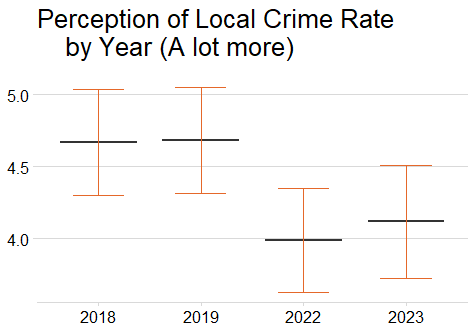 Perception of Local Crime Rate
by Year (A lot more)
5.0
4.5
4.0
2018 2019 2022 2023